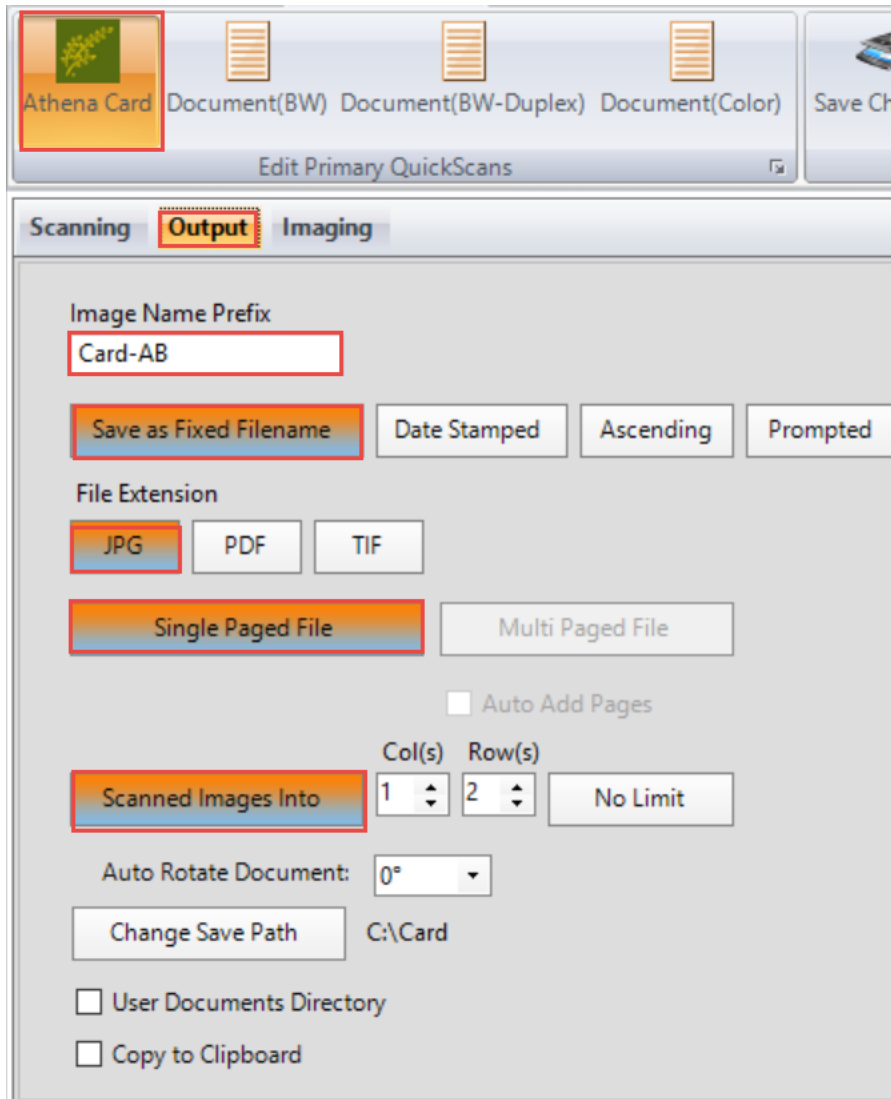 Athena Card Document(BW) Document(BW-Duplex) Document(Color) Save Ch
Edit Primary QuickScans
Scanning Output Imaging
Image Name Prefix
Card-AB
Save as Fixed Filename Date Stamped Ascending Prompted
File Extension
JPG PDF TIF
Single Paged File Multi Paged File
Auto Add Pages
Col(s) Row(s)
Scanned Images Into 1 2 No Limit
Auto Rotate Document: 0°
Change Save Path C:\Card
User Documents Directory
Copy to Clipboard